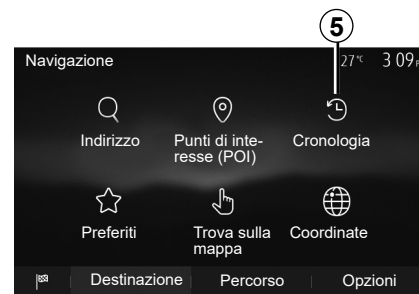 5
Navigazione 27°C 3 09
Indirizzo
Punti di inte-
resse (POI)
Cronologia
Preferiti
Trova sulla
mappa
Coordinate
Destinazione Percorso Opzioni